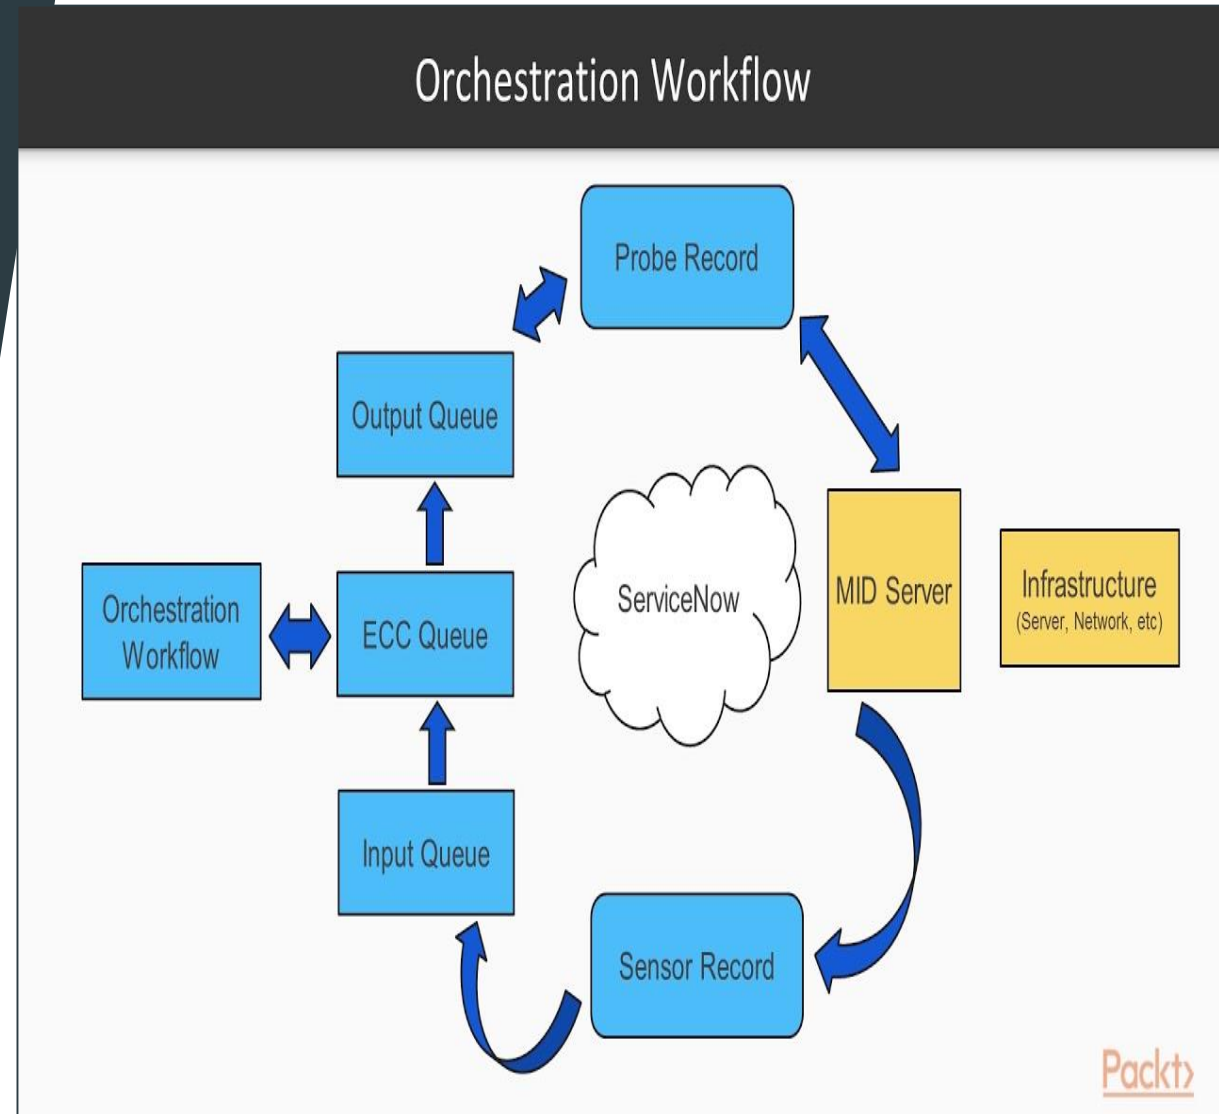 Orchestration Workflow
Probe Record
Output Queue
Orchestration
Workflow
ECC Queue
ServiceNow
MID Server
Infrastructure
(Server, Network, etc)
Input Queue
Sensor Record
Packt>